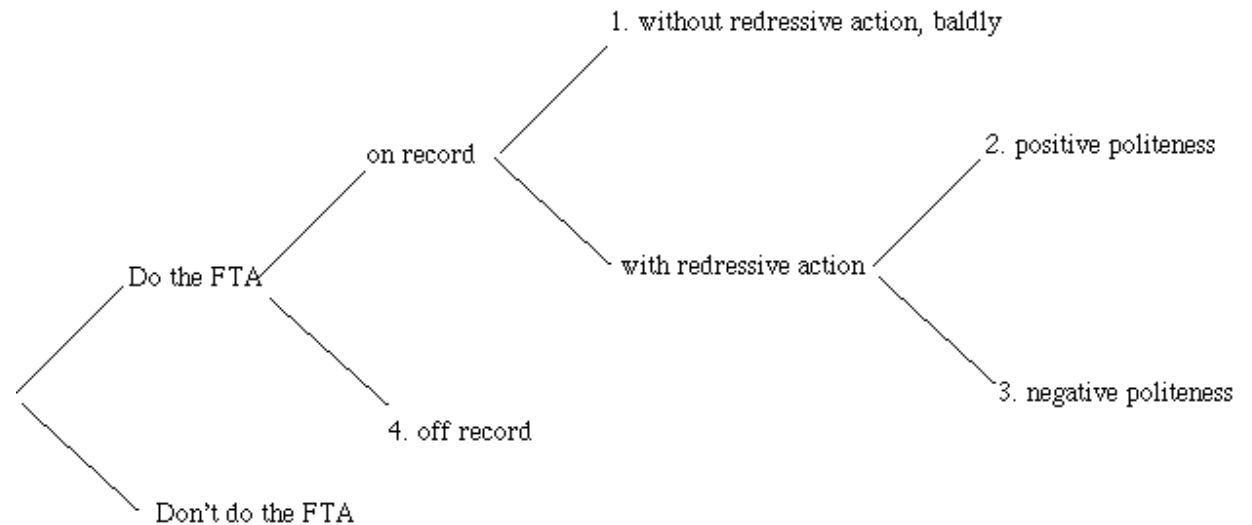 1. without redressive action, baldly
on record
2. positive politeness
with redressive action
Do the FTA
3. negative politeness
4. off record
Don't do the FTA